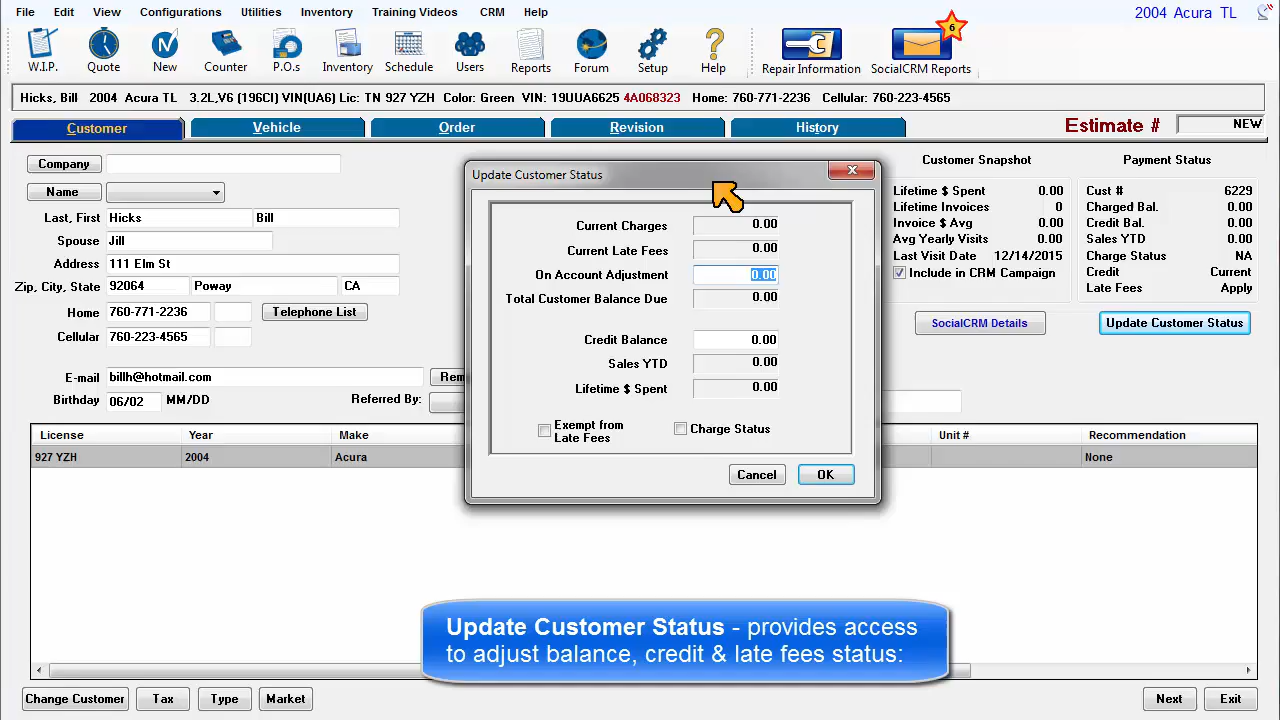 File Edit View Configurations Utilities Inventory Training Videos CRM Help 2004 Acura TL
6
W.I.P. Quote New Counter P.O.s Inventory Schedule Users Reports Forum Setup Help Repair Information SocialCRM Reports
Hicks, Bill 2004 Acura TL 3.2L,V6 (196CI) VIN(UA6) Lic: TN 927 YZH Color: Green VIN: 19UUA6625 4A068323 Home: 760-771-2236 Cellular: 760-223-4565
Customer Vehicle Order Revision History Estimate # NEW
Company
Name
Last, First Hicks Bill
Spouse Jill
Address 111 Elm St
Zip, City, State 92064 Poway CA
Home 760-771-2236 Telephone List
Cellular 760-223-4565
E-mail billh@hotmail.com Rem
Birthday 06/02 MM/DD Referred By:
Update Customer Status
Current Charges 0.00
Current Late Fees 0.00
On Account Adjustment 0.00
Total Customer Balance Due 0.00
Credit Balance 0.00
Sales YTD 0.00
Lifetime $ Spent 0.00
Exempt from
Late Fees
Charge Status
Cancel OK
Customer Snapshot
Lifetime $ Spent 0.00
Lifetime Invoices 0
Invoice $ Avg 0.00
Avg Yearly Visits 0.00
Last Visit Date 12/14/2015
Include in CRM Campaign
SocialCRM Details
Payment Status
Cust # 6229
Charged Bal. 0.00
Credit Bal. 0.00
Sales YTD 0.00
Charge Status NA
Credit Current
Late Fees Apply
Update Customer Status
License Year Make Unit # Recommendation
927 YZH 2004 Acura None
Update Customer Status - provides access
to adjust balance, credit & late fees status:
Change Customer Tax Type Market Next Exit